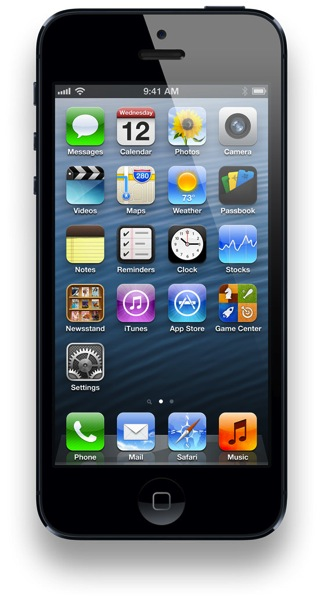 9:41 AM
Wednesday
12
280
73°
Messages Calendar Photos Camera
Videos Maps Weather Passbook
Notes Reminders Clock Stocks
Newsstand iTunes App Store Game Center
Settings
Phone Mail Safari Music